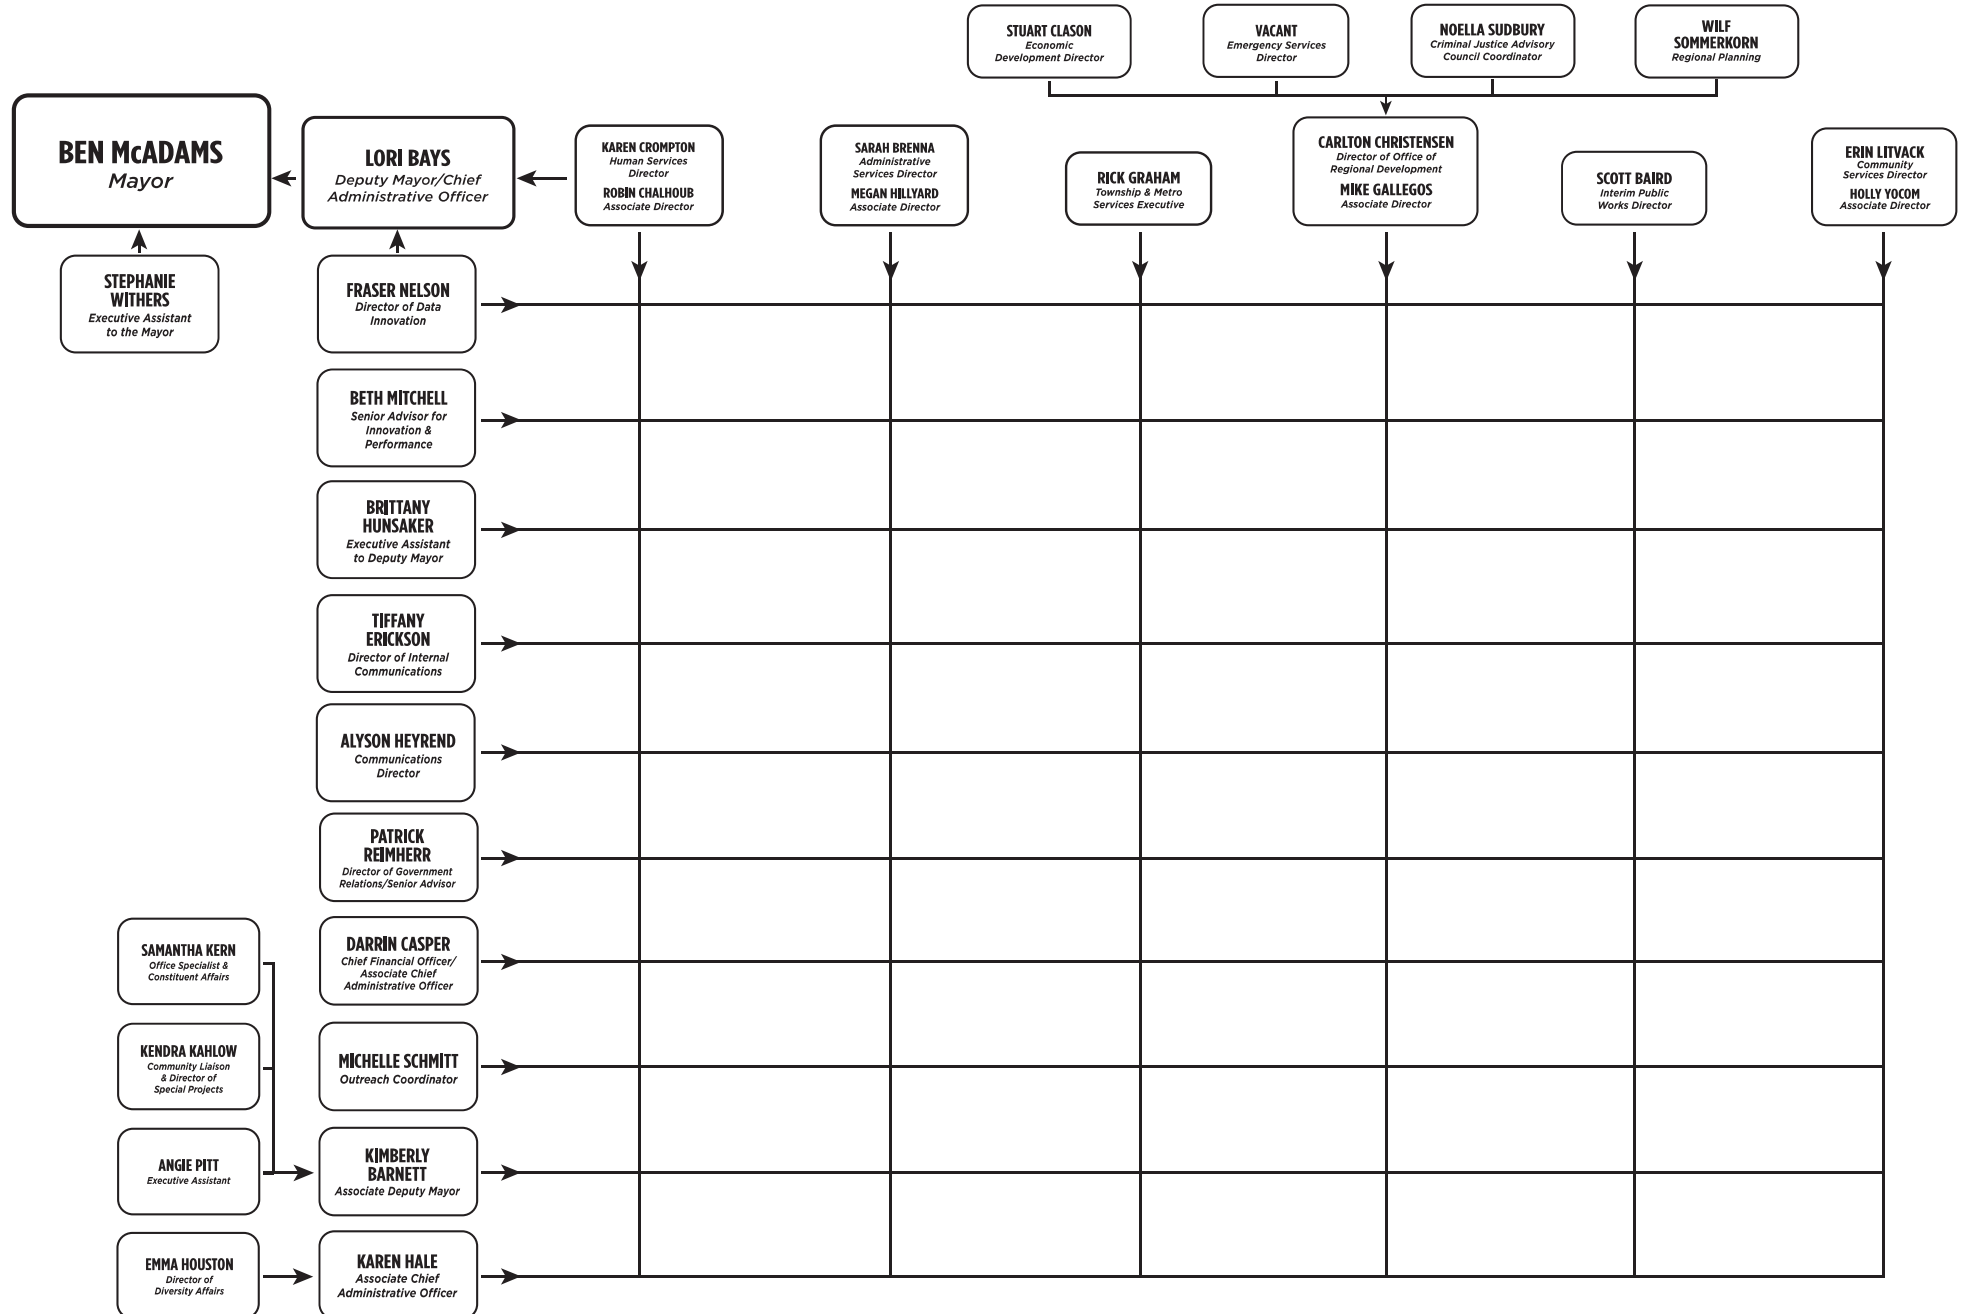 STUART CLASON
Economic
Development Director
VACANT
Emergency Services
Director
NOELLA SUDBURY
Criminal Justice Advisory
Council Coordinator
WILF
SOMMERKORN
Regional Planning
BEN McADAMS
Mayor
LORI BAYS
Deputy Mayor/Chief
Administrative Officer
KAREN CROMPTON
Human Services
Director
ROBIN CHALHOUB
Associate Director
SARAH BRENNA
Administrative
Services Director
MEGAN HILLYARD
Associate Director
RICK GRAHAM
Township & Metro
Services Executive
CARLTON CHRISTENSEN
Director of Office of
Regional Development
MIKE GALLEGOS
Associate Director
SCOTT BAIRD
Interim Public
Works Director
ERIN LITVACK
Community
Services Director
HOLLY YOCOM
Associate Director
STEPHANIE
WITHERS
Executive Assistant
to the Mayor
FRASER NELSON
Director of Data
Innovation
BETH MITCHELL
Senior Advisor for
Innovation &
Performance
BRITTANY
HUNSAKER
Executive Assistant
to Deputy Mayor
TIFFANY
ERICKSON
Director of Internal
Communications
ALYSON HEYREND
Communications
Director
PATRICK
REIMHERR
Director of Government
Relations/Senior Advisor
SAMANTHA KERN
Office Specialist &
Constituent Affairs
DARRIN CASPER
Chief Financial Officer/
Associate Chief
Administrative Officer
KENDRA KAHLOW
Community Liaison
& Director of
Special Projects
MICHELLE SCHMITT
Outreach Coordinator
ANGIE PITT
Executive Assistant
KIMBERLY
BARNETT
Associate Deputy Mayor
EMMA HOUSTON
Director of
Diversity Affairs
KAREN HALE
Associate Chief
Administrative Officer